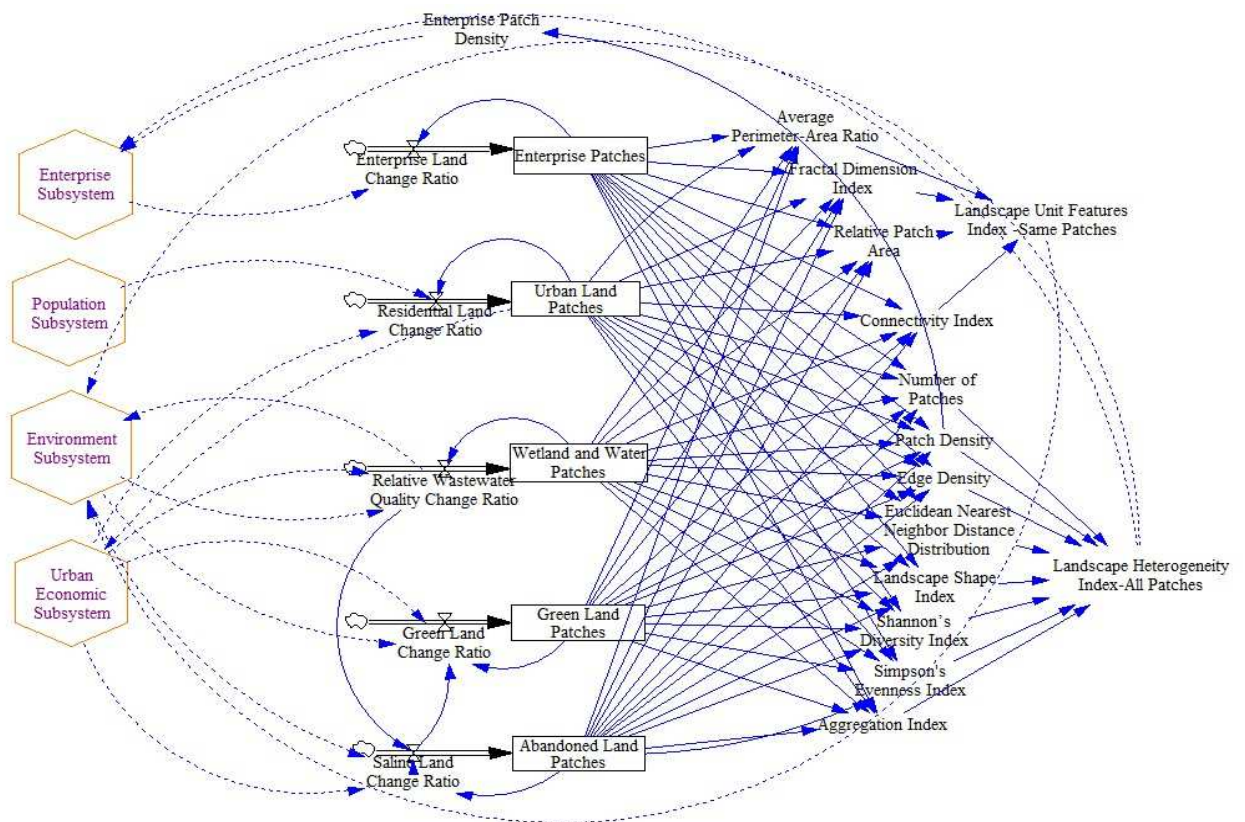 Enterprise Patch
Density
Enterprise
Subsystem
Population
Subsystem
Environment
Subsystem
Urban
Economic
Subsystem
Enterprise Land
Change Ratio
Enterprise Patches
Residential Land
Change Ratio
Urban Land
Patches
Relative Wastewater
Quality Change Ratio
Wetland and Water
Patches
Green Land
Change Ratio
Green Land
Patches
Saline Land
Change Ratio
Abandoned Land
Patches
Average
Perimeter-Area Ratio
Fractal Dimension
Index
Relative Patch
Area
Connectivity Index
Number of
Patches
Patch Density
Edge Density
Euclidean Nearest
Neighbor Distance
Distribution
Landscape Shape
Index
Shannon's
Diversity Index
Simpson's
Evenness Index
Aggregation Index
Landscape Unit Features
Index -Same Patches
Landscape Heterogeneity
Index-All Patches